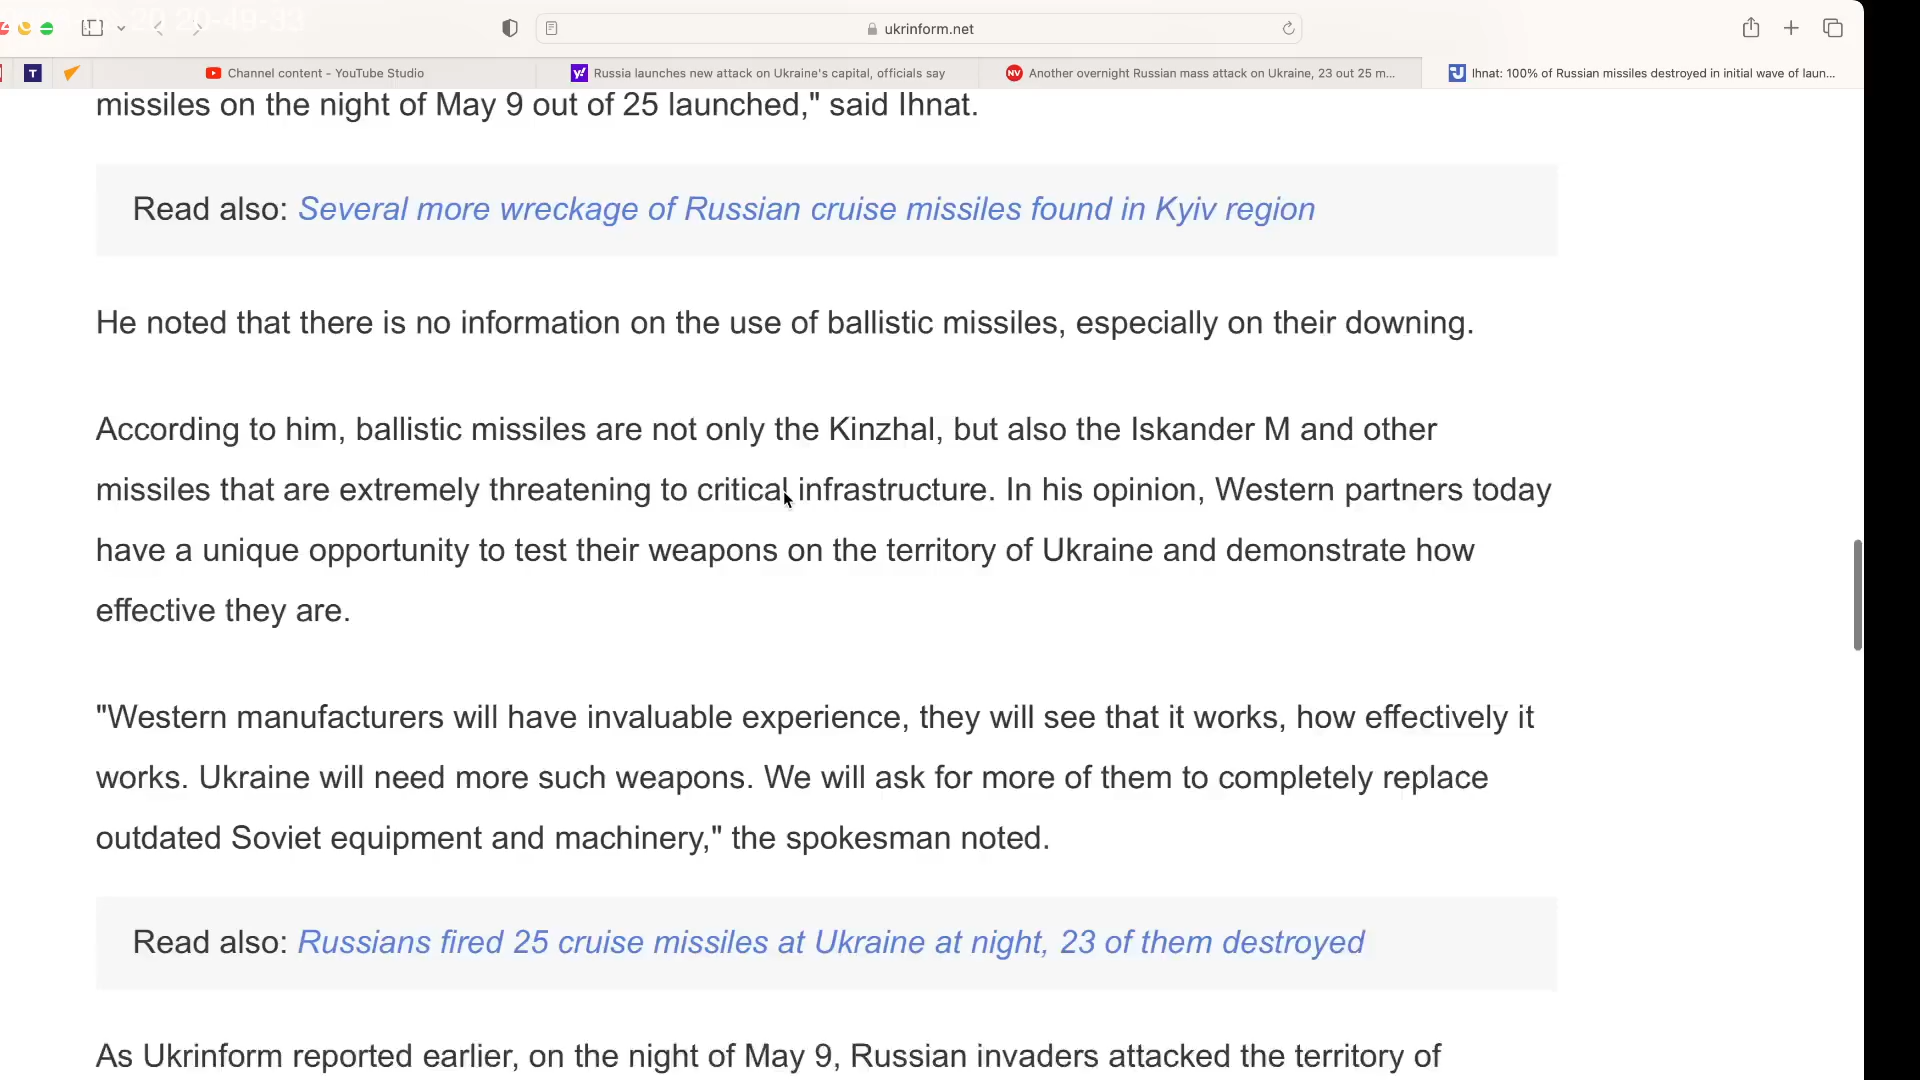 ukrinform.net
T
Channel content - YouTube Studio
y!
Russia launches new attack on Ukraine's capital, officials say
NV
Another overnight Russian mass attack on Ukraine, 23 out 25 m...
Ihnat: 100% of Russian missiles destroyed in initial wave of laun...
missiles on the night of May 9 out of 25 launched," said Ihnat.
Read also: Several more wreckage of Russian cruise missiles found in Kyiv region
He noted that there is no information on the use of ballistic missiles, especially on their downing.
According to him, ballistic missiles are not only the Kinzhal, but also the Iskander M and other
missiles that are extremely threatening to critical infrastructure. In his opinion, Western partners today
have a unique opportunity to test their weapons on the territory of Ukraine and demonstrate how
effective they are.
"Western manufacturers will have invaluable experience, they will see that it works, how effectively it
works. Ukraine will need more such weapons. We will ask for more of them to completely replace
outdated Soviet equipment and machinery," the spokesman noted.
Read also: Russians fired 25 cruise missiles at Ukraine at night, 23 of them destroyed
As Ukrinform reported earlier, on the night of May 9, Russian invaders attacked the territory of